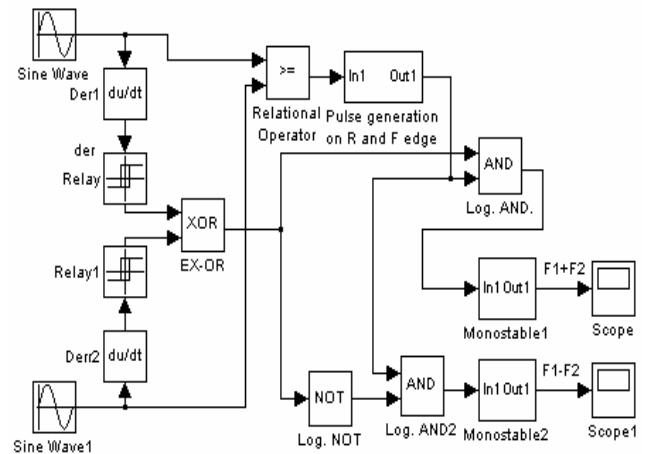 Sine Wave
Der1
du/dt
>=
In1 Out1
Relational
Operator
Pulse generation
on R and F edge
der
Relay
AND
Log. AND.
XOR
EX-OR
Relay1
In1 Out1
F1+F2
Monostable1
Scope
Derr2
du/dt
NOT
Log. NOT
AND
Log. AND2
In1 Out1
F1-F2
Monostable2
Scope1
Sine Wave1